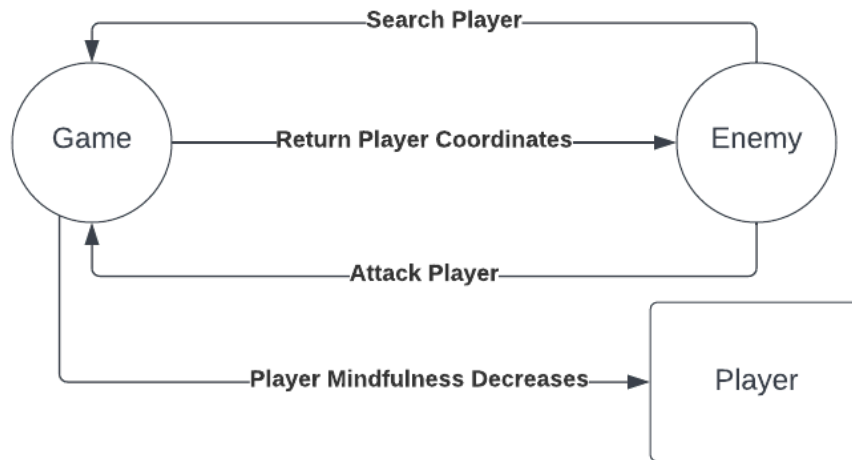 Search Player
Game
Return Player Coordinates
Enemy
Attack Player
Player Mindfulness Decreases
Player